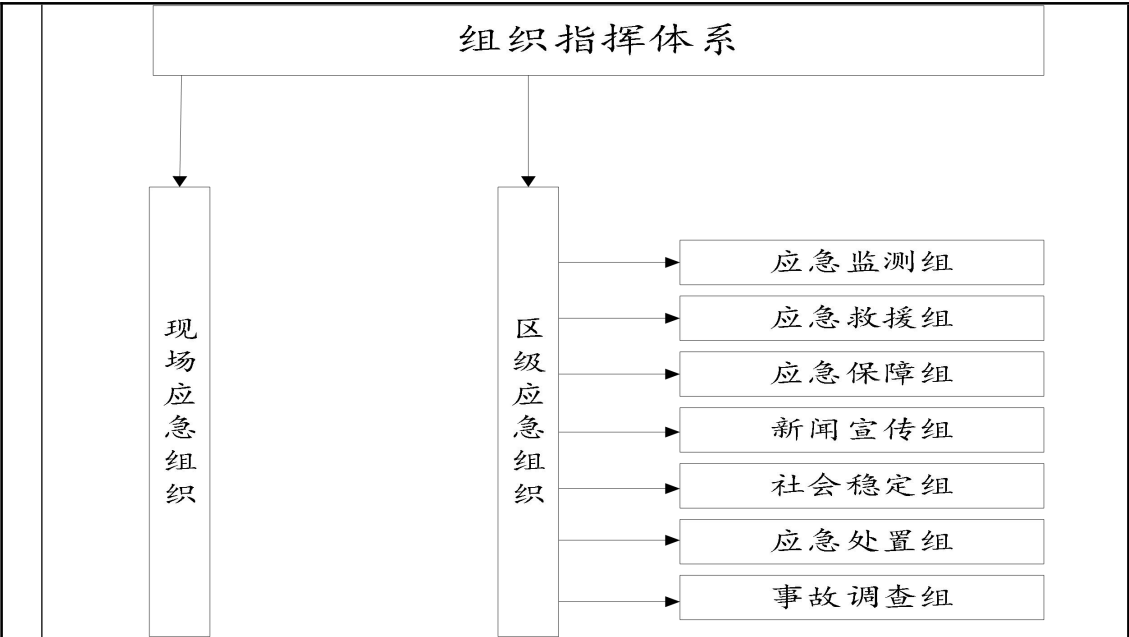 组织指挥体系
现场应急组织
区级应急组织
应急监测组
应急救援组
应急保障组
新闻宣传组
社会稳定组
应急处置组
事故调查组